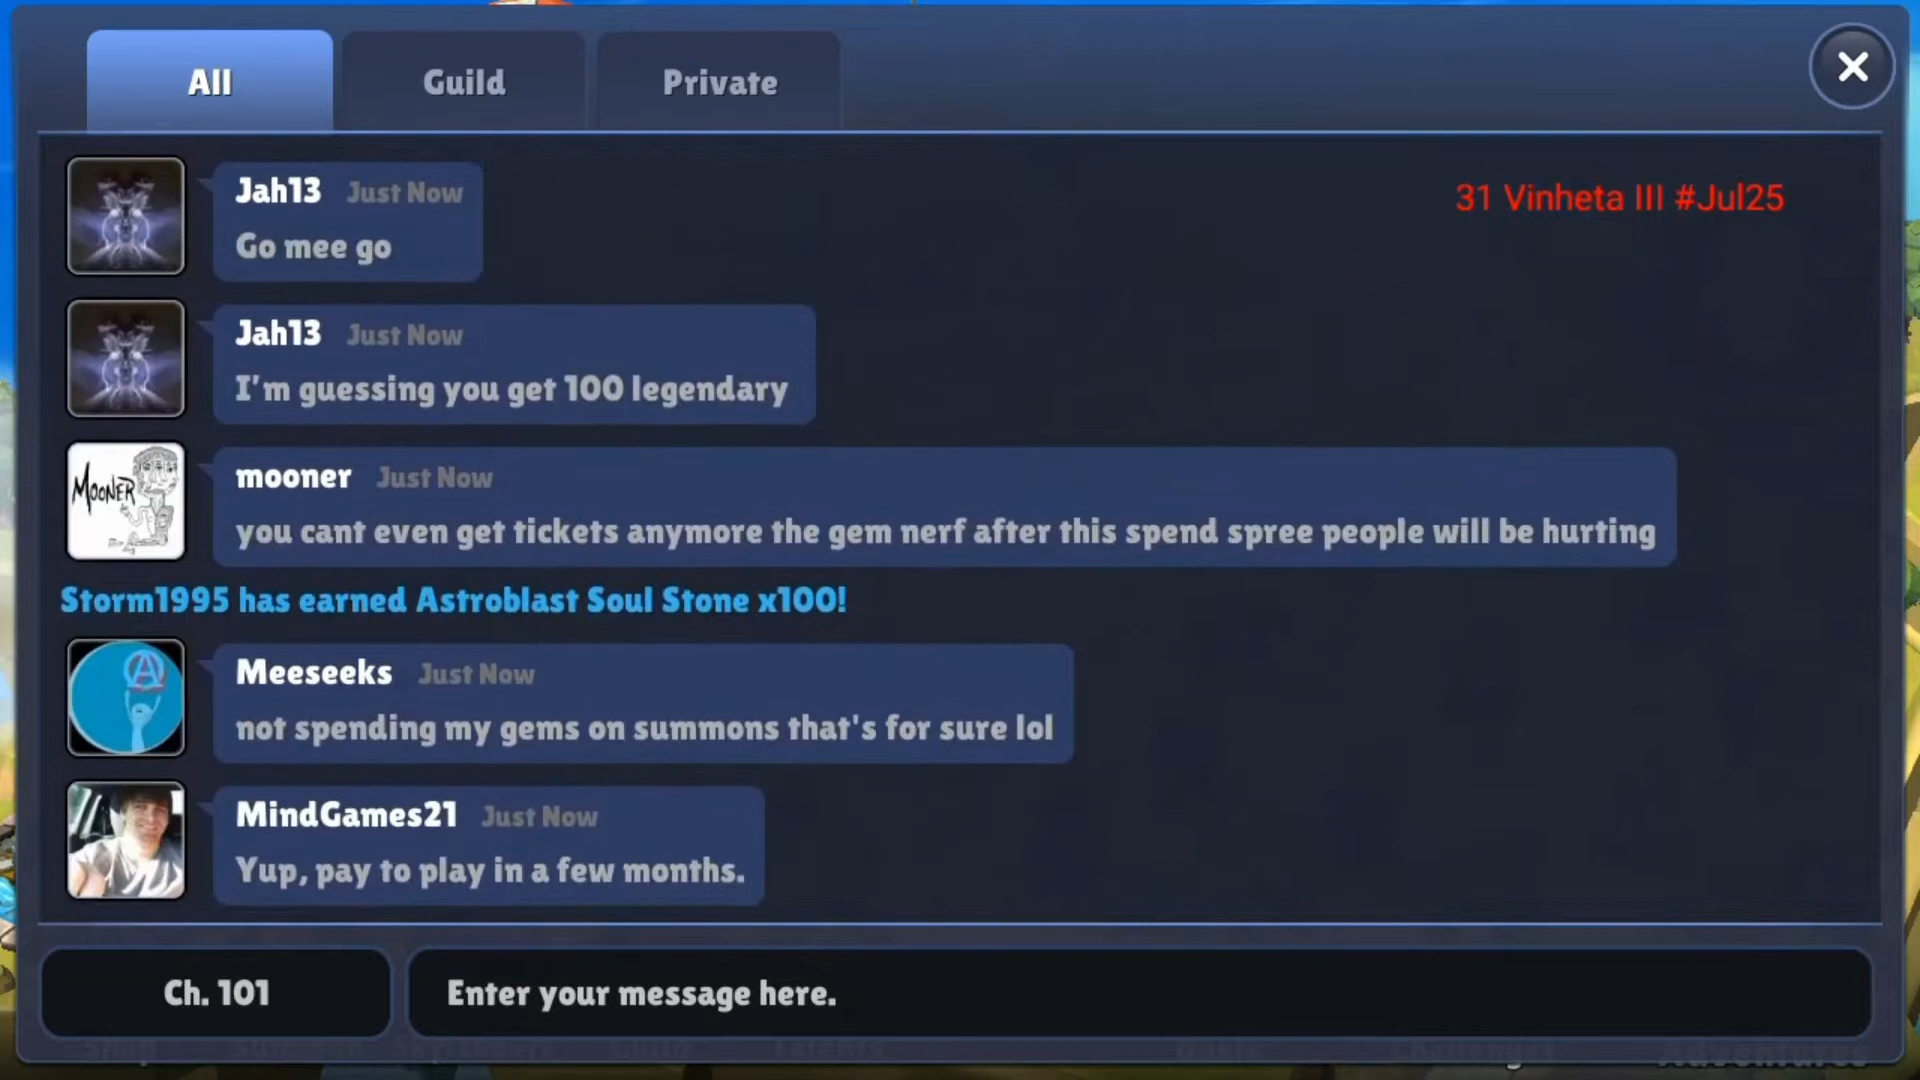 All
Guild
Private
Jah13 Just Now
31 Vinheta III #Jul25
Go mee go
Jah13 Just Now
I'm guessing you get 100 legendary
MOONER
mooner Just Now
you cant even get tickets anymore the gem nerf after this spend spree people will be hurting
Storm1995 has earned Astroblast Soul Stone x100!
Meeseeks Just Now
not spending my gems on summons that's for sure lol
MindGames21 Just Now
Yup, pay to play in a few months.
Ch. 101
Enter your message here.
Adventures